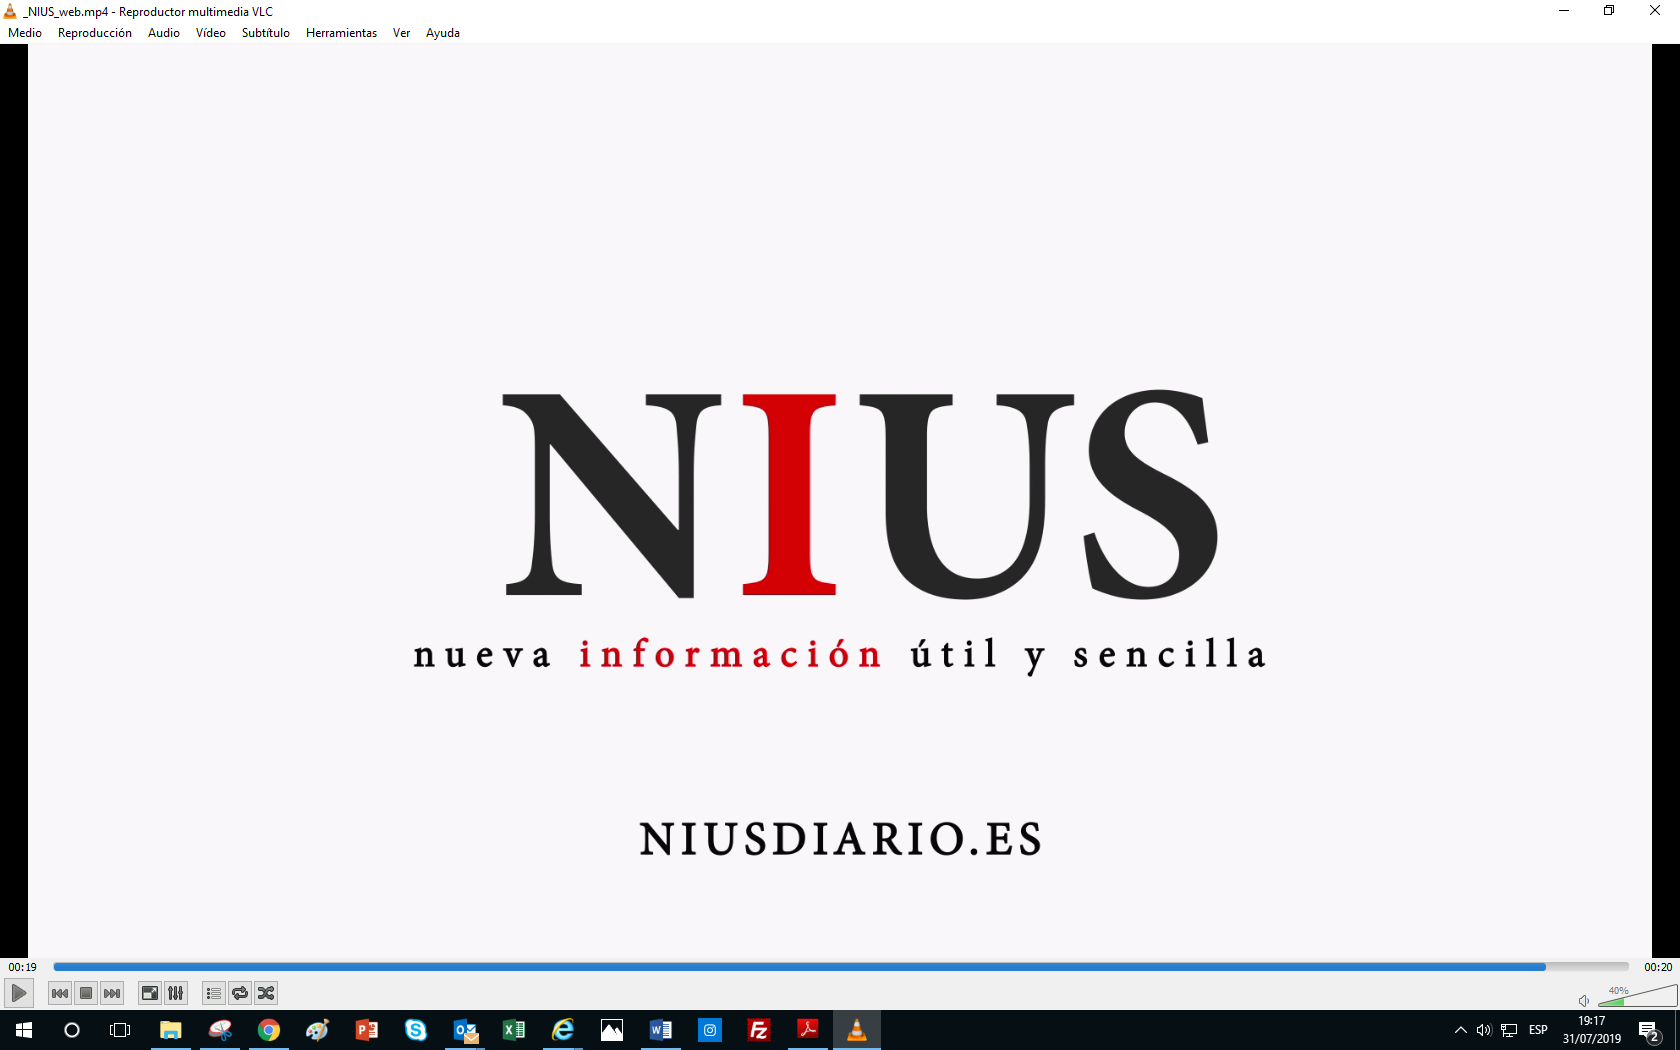 _NIUS_web.mp4 - Reproductor multimedia VLC
Medio Reproducción Audio Vídeo Subtítulo Herramientas Ver Ayuda
NIUS
nueva información útil y sencilla
NIUSDIARIO.ES
00:19 00:20
40%
ESP
19:17
31/07/2019
2